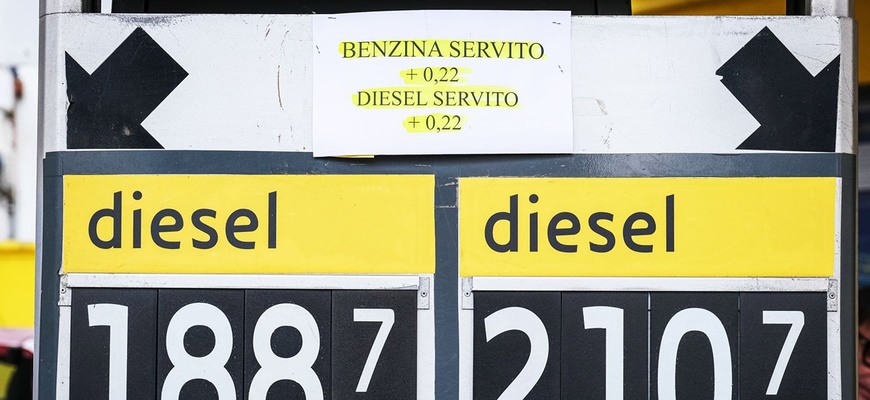 BENZINA SERVITO
+ 0,22
DIESEL SERVITO
+ 0,22
diesel diesel
1887 2107